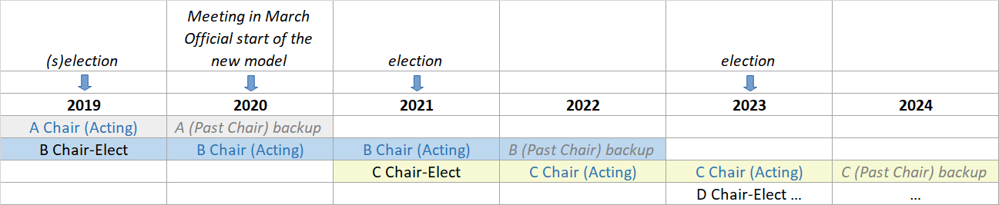 Meeting in March
Official start of the
(s)election new model election election
2019 2020 2021 2022 2023 2024
A Chair (Acting) A (Past Chair) backup
B Chair-Elect B Chair (Acting) B Chair (Acting) B (Past Chair) backup
C Chair-Elect C Chair (Acting) C Chair (Acting) C (Past Chair) backup
D Chair-Elect ... ...